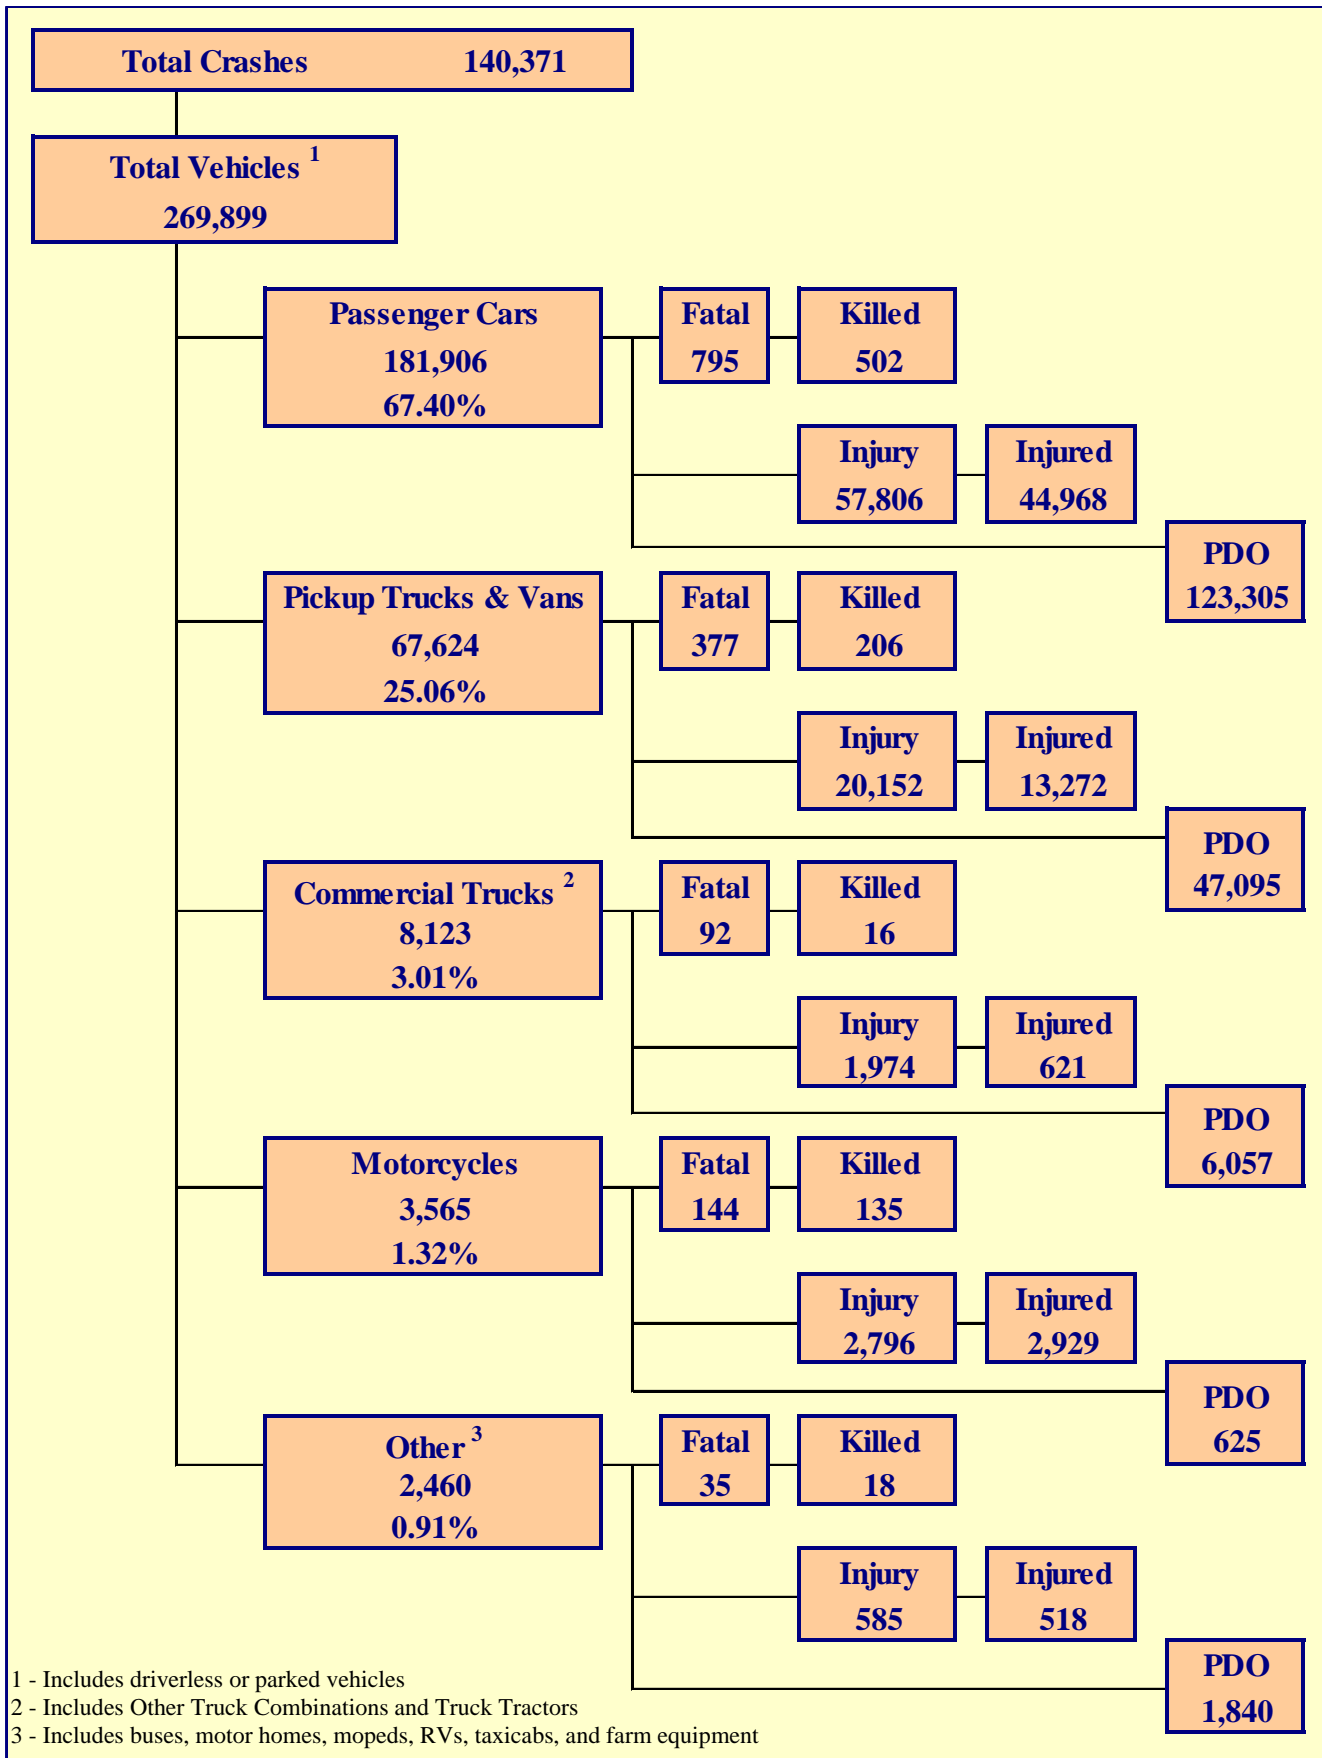 Total Crashes 140,371
Total Vehicles 1
269,899
Passenger Cars
181,906
67.40%
Fatal
795
Killed
502
Injury
57,806
Injured
44,968
PDO
123,305
Pickup Trucks & Vans
67,624
25.06%
Fatal
377
Killed
206
Injury
20,152
Injured
13,272
PDO
47,095
Commercial Trucks 2
8,123
3.01%
Fatal
92
Killed
16
Injury
1,974
Injured
621
PDO
6,057
Motorcycles
3,565
1.32%
Fatal
144
Killed
135
Injury
2,796
Injured
2,929
PDO
625
Other 3
2,460
0.91%
Fatal
35
Killed
18
Injury
585
Injured
518
PDO
1,840
1 - Includes driverless or parked vehicles
2 - Includes Other Truck Combinations and Truck Tractors
3 - Includes buses, motor homes, mopeds, RVs, taxicabs, and farm equipment